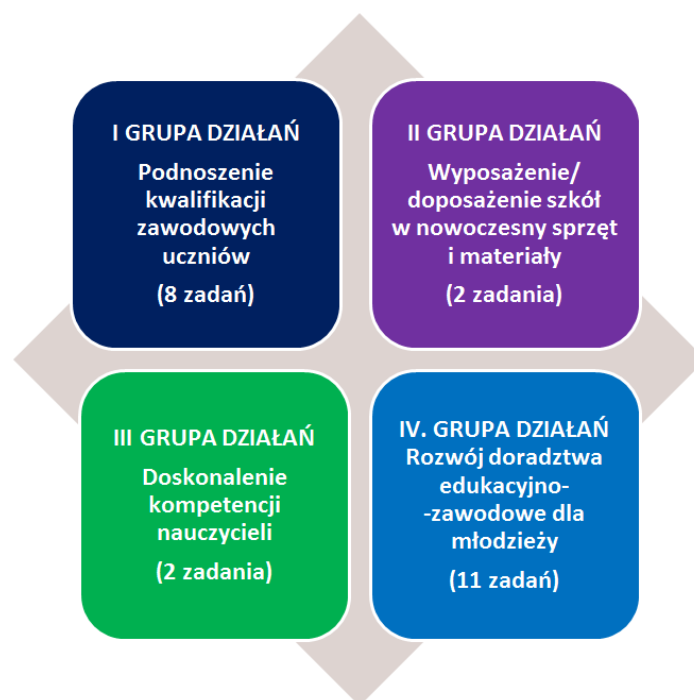 I GRUPA DZIAŁAŃ
Podnoszenie
kwalifikacji
zawodowych
uczniów
(8 zadań)
II GRUPA DZIAŁAŃ
Wyposażenie/
doposażenie szkół
w nowoczesny sprzęt
i materiały
(2 zadania)
III GRUPA DZIAŁAŃ
Doskonalenie
kompetencji
nauczycieli
(2 zadania)
IV. GRUPA DZIAŁAŃ
Rozwój doradztwa
edukacyjno-
-zawodowe dla
młodzieży
(11 zadań)